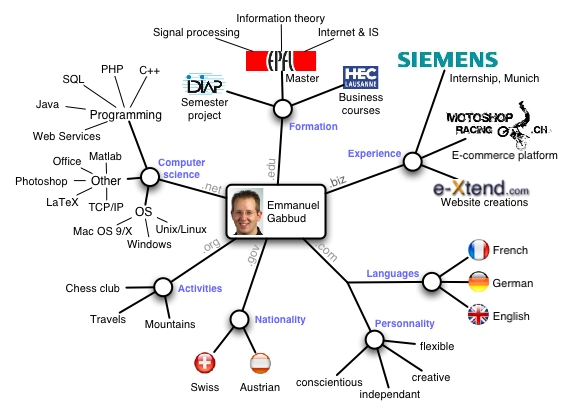 Information theory
Signal processing
Internet & IS
EPFL
Master
IDIAP
Semester
project
HEC
LAUSANNE
Business
courses
Formation
.edu
SIEMENS
Internship, Munich
MOTOSHOP
RACING .CH
E-commerce platform
e-Xtend.com
Website creations
Experience
.biz
PHP
C++
SQL
Java
Programming
Web Services
Office
Matlab
Photoshop
Other
LaTeX
TCP/IP
Computer
science
.net
OS
Unix/Linux
Mac OS 9/X
Windows
Emmanuel
Gabbud
.org
.gov
.com
Chess club
Activities
Travels
Mountains
Nationality
Swiss
Austrian
Languages
French
German
English
Personnality
flexible
creative
independant
conscientious